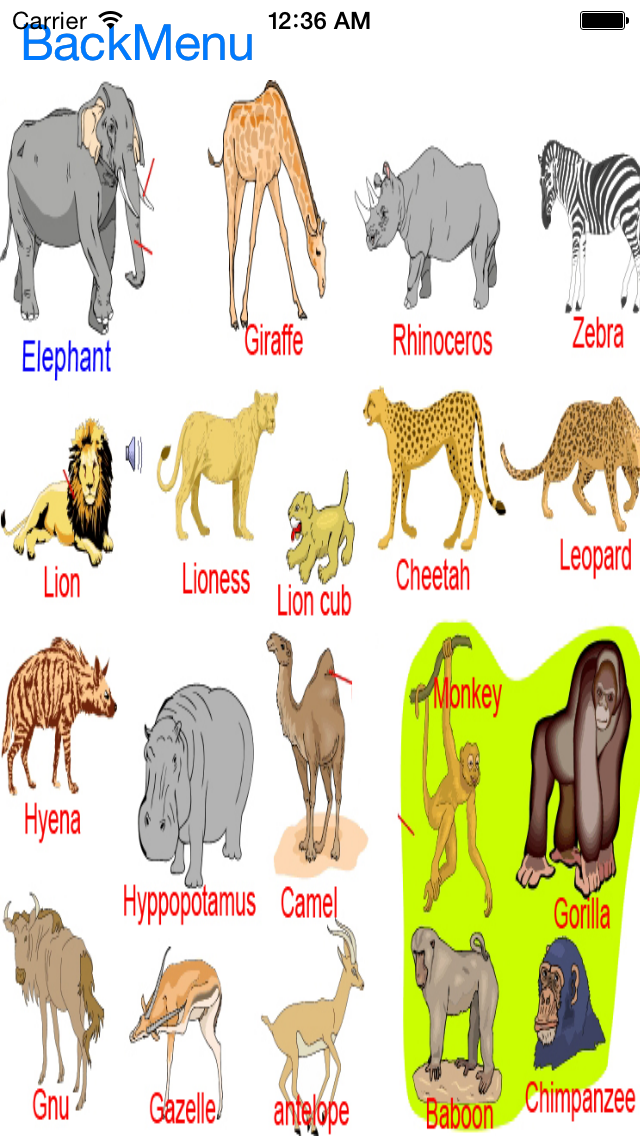 Carrier 12:36 AM
BackMenu
Elephant
Giraffe
Rhinoceros
Zebra
Lion
Lioness
Lion cub
Cheetah
Leopard
Hyena
Hyppopotamus
Camel
Monkey
Gorilla
Gnu
Gazelle
antelope
Baboon
Chimpanzee